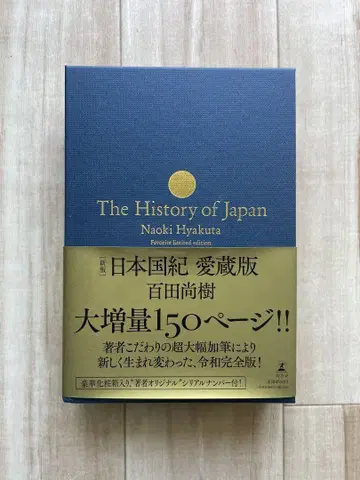 The History of Japan
Naoki Hyakuta
Favorite limited edition
[新版]
日本国紀 愛蔵版
百田尚樹
大増量150ページ!!
著者こだわりの超大幅加筆により
新しく生まれ変わった、令和完全版!
豪華化粧箱入り、“著者オリジナル”シリアルナンバー付!
幻冬舎